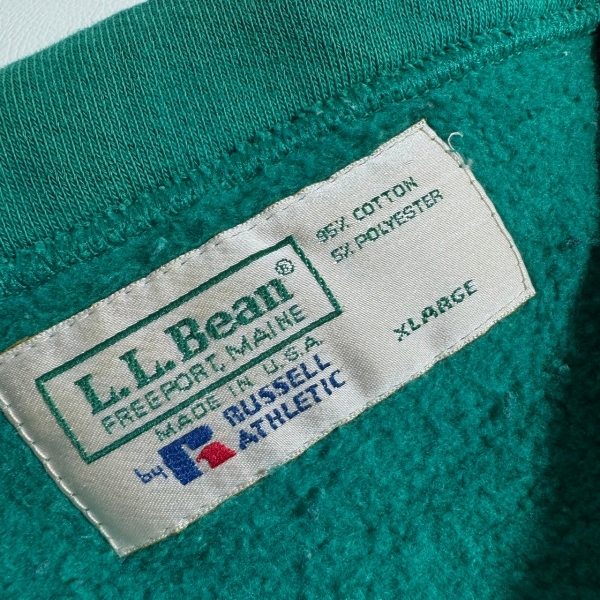 L.L.Bean®
FREEPORT, MAINE
MADE IN U.S.A.
by RUSSELL
ATHLETIC
95% COTTON
5% POLYESTER
XLARGE